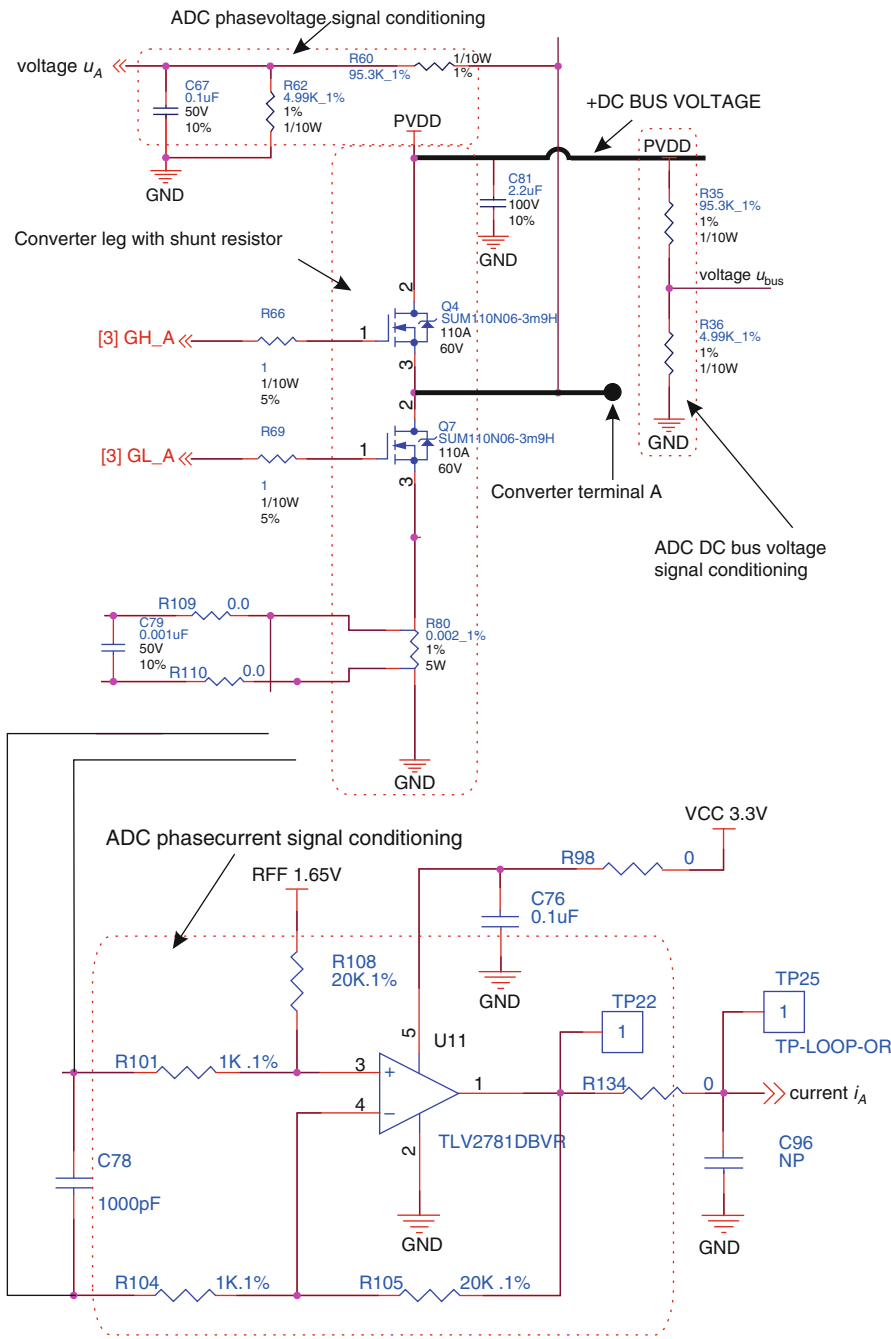 ADC phasevoltage signal conditioning
voltage uA
R60
95.3K_1%
1/10W
1%
C67
0.1uF
50V
10%
R62
4.99K_1%
1%
1/10W
GND
PVDD
+DC BUS VOLTAGE
PVDD
C81
2.2uF
100V
10%
GND
R35
95.3K_1%
1%
1/10W
voltage ubus
R36
4.99K_1%
1%
1/10W
GND
Converter leg with shunt resistor
2
Q4
SUM110N06-3m9H
110A
60V
R66
[3] GH_A
1
1
1/10W
5%
3
2
Q7
SUM110N06-3m9H
110A
60V
R69
[3] GL_A
1
1
1/10W
5%
3
Converter terminal A
ADC DC bus voltage
signal conditioning
R109
0.0
C79
0.001uF
50V
10%
R110
0.0
R80
0.002_1%
1%
5W
GND
VCC 3.3V
ADC phasecurrent signal conditioning
R98
0
RFF 1.65V
C76
0.1uF
GND
R108
20K.1%
TP22
1
TP25
1
TP-LOOP-OR
5
U11
R101
1K .1%
3
+
4
−
1
2
TLV2781DBVR
R134
0
current iA
C96
NP
GND
C78
1000pF
GND
R104
1K.1%
R105
20K .1%